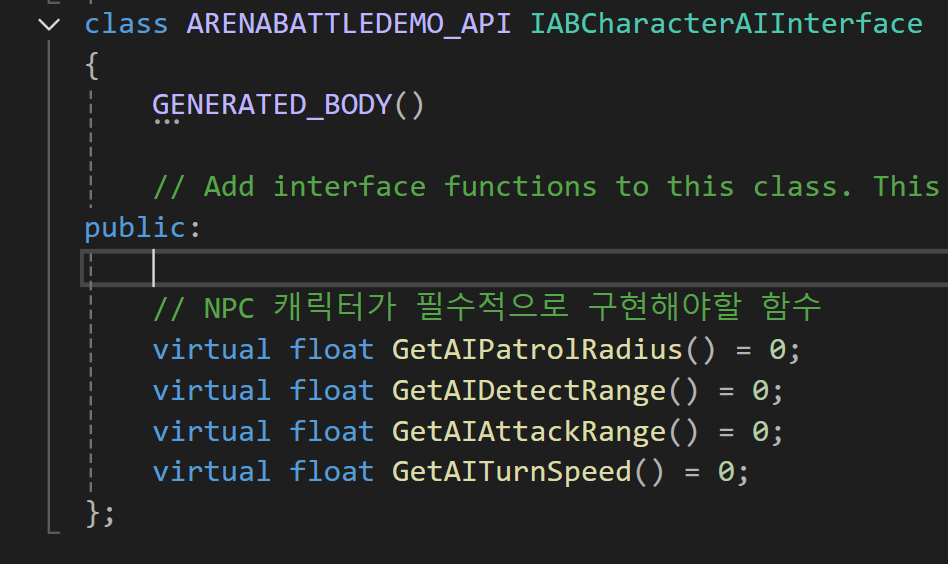 class ARENABATTLEDEMO_API IABCharacterAIInterface
{
GENERATED_BODY()
// Add interface functions to this class. This
public:
// NPC 캐릭터가 필수적으로 구현해야할 함수
virtual float GetAIPatrolRadius() = 0;
virtual float GetAIDetectRange() = 0;
virtual float GetAIAttackRange() = 0;
virtual float GetAITurnSpeed() = 0;
};